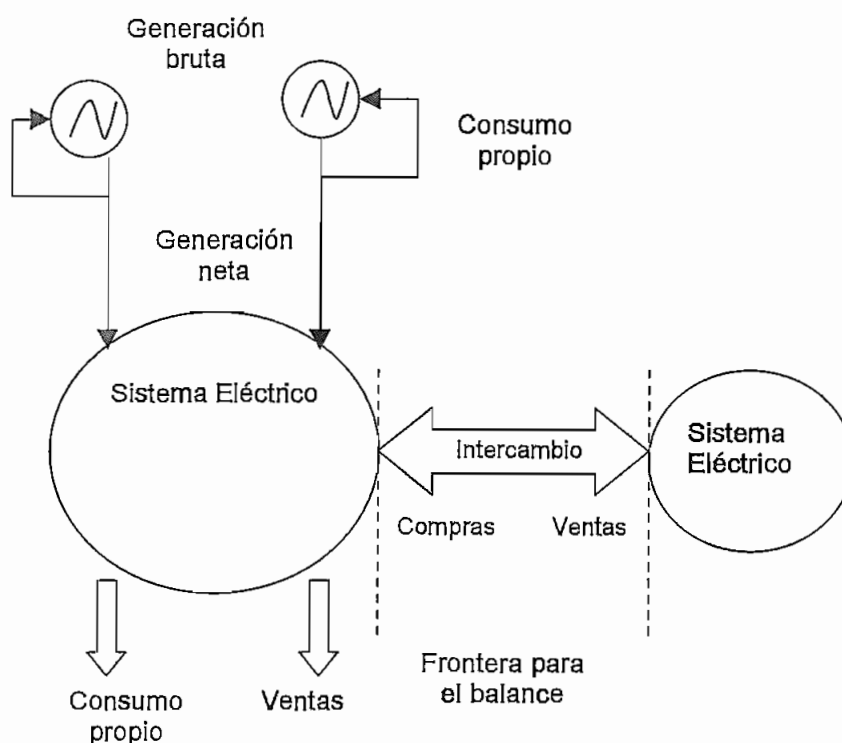 Generación
bruta
Consumo
propio
Generación
neta
Sistema Eléctrico
Intercambio
Sistema
Eléctrico
Compras
Ventas
Frontera para
el balance
Consumo
propio
Ventas